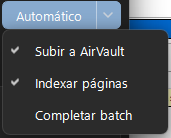 Automático
Subir a AirVault
Indexar páginas
Completar batch